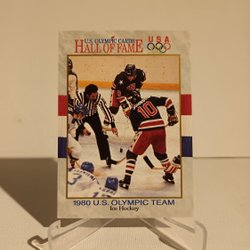 U.S. OLYMPIC CARDS
HALL OF FAME
USA
10
1980 U.S. OLYMPIC TEAM
Ice Hockey